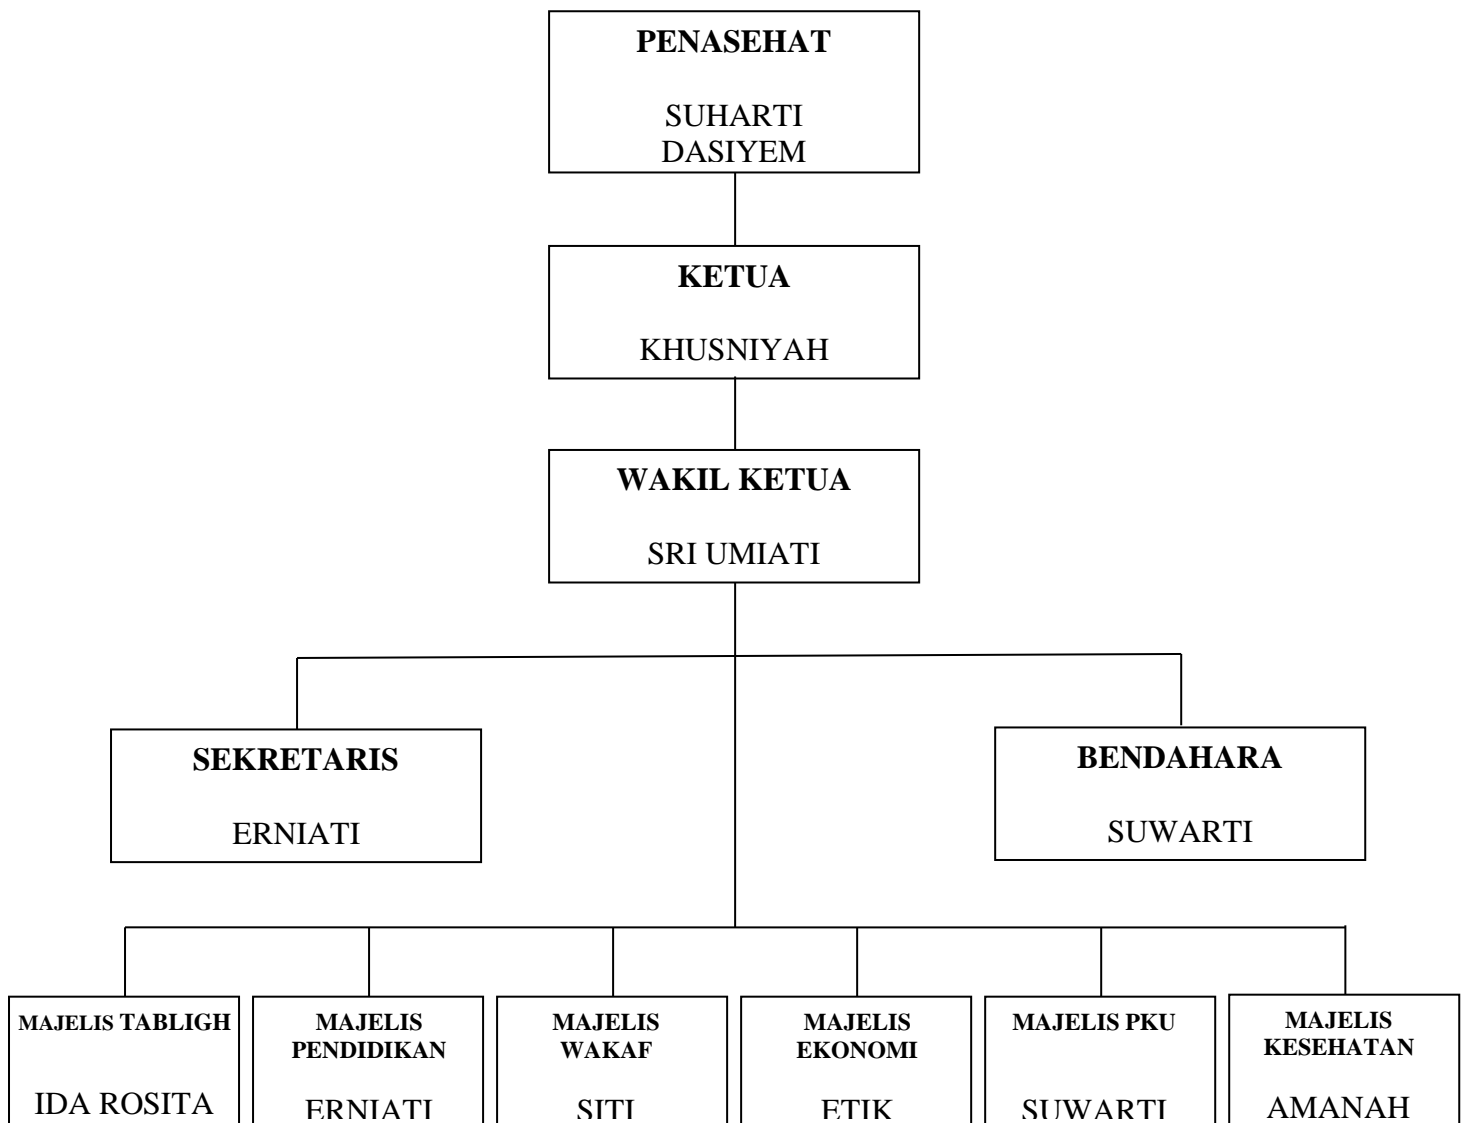 PENASEHAT
SUHARTI
DASIYEM
KETUA
KHUSNIYAH
WAKIL KETUA
SRI UMIATI
SEKRETARIS
ERNIATI
BENDAHARA
SUWARTI
MAJELIS TABLIGH
IDA ROSITA
MAJELIS
PENDIDIKAN
ERNIATI
MAJELIS
WAKAF
SITI
MAJELIS
EKONOMI
ETIK
MAJELIS PKU
SUWARTI
MAJELIS
KESEHATAN
AMANAH